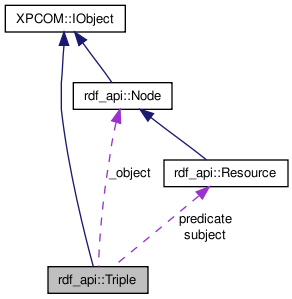 XPCOM::IObject
rdf_api::Node
_object
rdf_api::Resource
predicate
subject
rdf_api::Triple